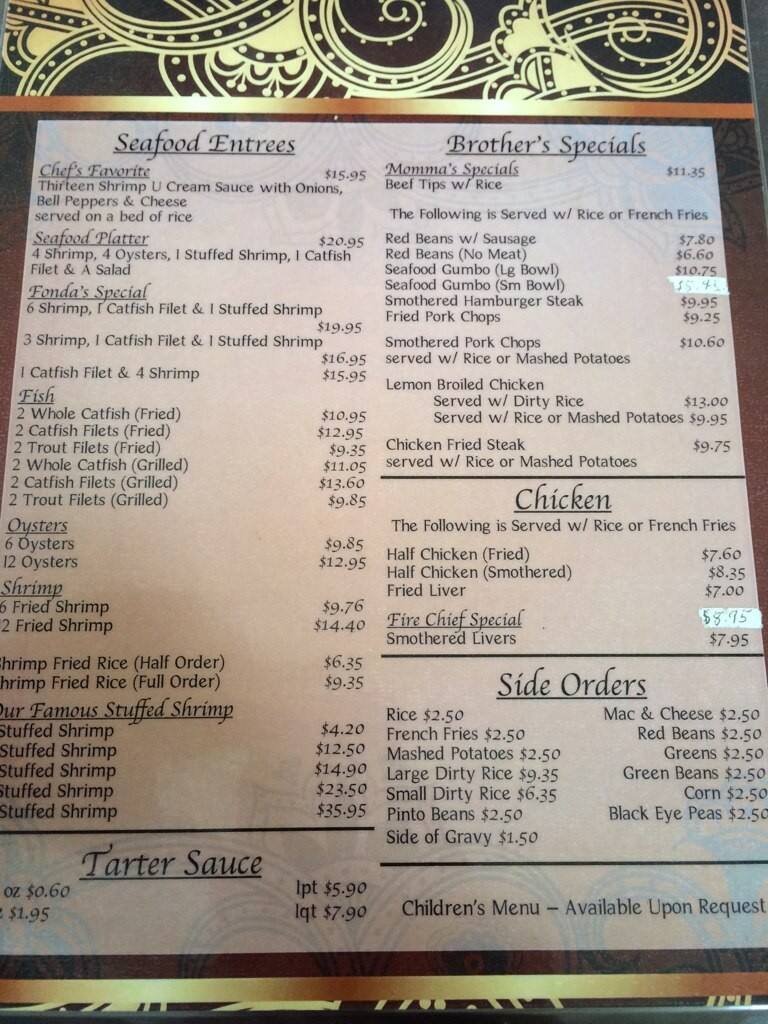 Seafood Entrees
Chef's Favorite $15.95
Thirteen Shrimp U Cream Sauce with Onions,
Bell Peppers & Cheese
served on a bed of rice
Seafood Platter $20.95
4 Shrimp, 4 Oysters, 1 Stuffed Shrimp, 1 Catfish
Filet & A Salad
Fonda's Special
6 Shrimp, 1 Catfish Filet & 1 Stuffed Shrimp
$19.95
3 Shrimp, 1 Catfish Filet & 1 Stuffed Shrimp
$16.95
1 Catfish Filet & 4 Shrimp $15.95
Fish
2 Whole Catfish (Fried) $10.95
2 Catfish Filets (Fried) $12.95
2 Trout Filets (Fried) $9.35
2 Whole Catfish (Grilled) $11.05
2 Catfish Filets (Grilled) $13.60
2 Trout Filets (Grilled) $9.85
Oysters
6 Oysters $9.85
12 Oysters $12.95
Shrimp
6 Fried Shrimp $9.76
2 Fried Shrimp $14.40
Shrimp Fried Rice (Half Order) $6.35
Shrimp Fried Rice (Full Order) $9.35
Our Famous Stuffed Shrimp
Stuffed Shrimp $4.20
Stuffed Shrimp $12.50
Stuffed Shrimp $14.90
Stuffed Shrimp $23.50
Stuffed Shrimp $35.95
Tarter Sauce
oz $0.60 1pt $5.90
$1.95 1qt $7.90
Brother's Specials
Momma's Specials $11.35
Beef Tips w/ Rice
The Following is Served w/ Rice or French Fries
Red Beans w/ Sausage $7.80
Red Beans (No Meat) $6.60
Seafood Gumbo (Lg Bowl) $10.75
Seafood Gumbo (Sm Bowl)
Smothered Hamburger Steak $9.95
Fried Pork Chops $9.25
Smothered Pork Chops $10.60
served w/ Rice or Mashed Potatoes
Lemon Broiled Chicken
Served w/ Dirty Rice $13.00
Served w/ Rice or Mashed Potatoes $9.95
Chicken Fried Steak $9.75
served w/ Rice or Mashed Potatoes
Chicken
The Following is Served w/ Rice or French Fries
Half Chicken (Fried) $7.60
Half Chicken (Smothered) $8.35
Fried Liver $7.00
Fire Chief Special $8.95
Smothered Livers $7.95
Side Orders
Rice $2.50 Mac & Cheese $2.50
French Fries $2.50 Red Beans $2.50
Mashed Potatoes $2.50 Greens $2.50
Large Dirty Rice $9.35 Green Beans $2.50
Small Dirty Rice $6.35 Corn $2.50
Pinto Beans $2.50 Black Eye Peas $2.50
Side of Gravy $1.50
Children's Menu – Available Upon Request